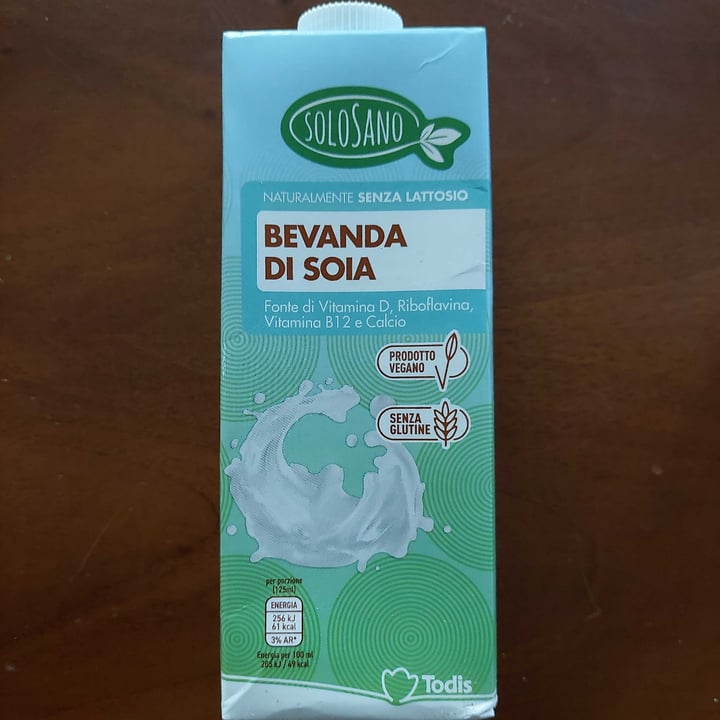 SOLOSANO
NATURALMENTE SENZA LATTOSIO
BEVANDA
DI SOIA
Fonte di Vitamina D, Riboflavina,
Vitamina B12 e Calcio
PRODOTTO
VEGANO
SENZA
GLUTINE
per porzione
(125ml)
ENERGIA
256 kJ
61 kcal
3% AR*
Energia per 100 ml
205 kJ / 49 kcal
Todis